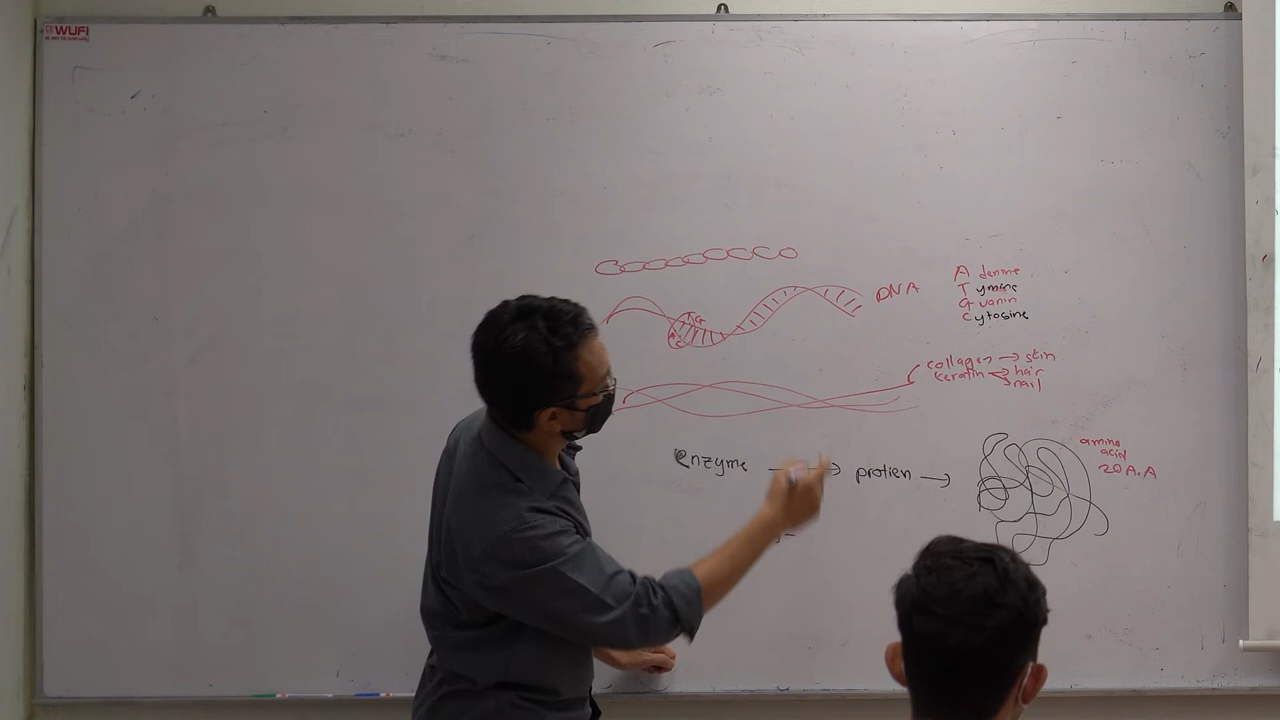 WUFI
DNA
A denine
T ymine
G uanin
C ytosine
T G
A C
collagen → skin
keratin → hair
nail
enzyme → protien →
amino
acid
20 A.A